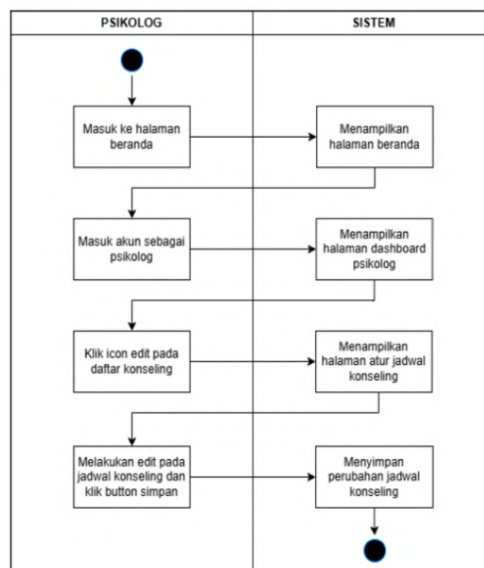 PSIKOLOG
SISTEM
Masuk ke halaman
beranda
Menampilkan
halaman beranda
Masuk akun sebagai
psikolog
Menampilkan
halaman dashboard
psikolog
Klik icon edit pada
daftar konseling
Menampilkan
halaman atur jadwal
konseling
Melakukan edit pada
jadwal konseling dan
klik button simpan
Menyimpan
perubahan jadwal
konseling